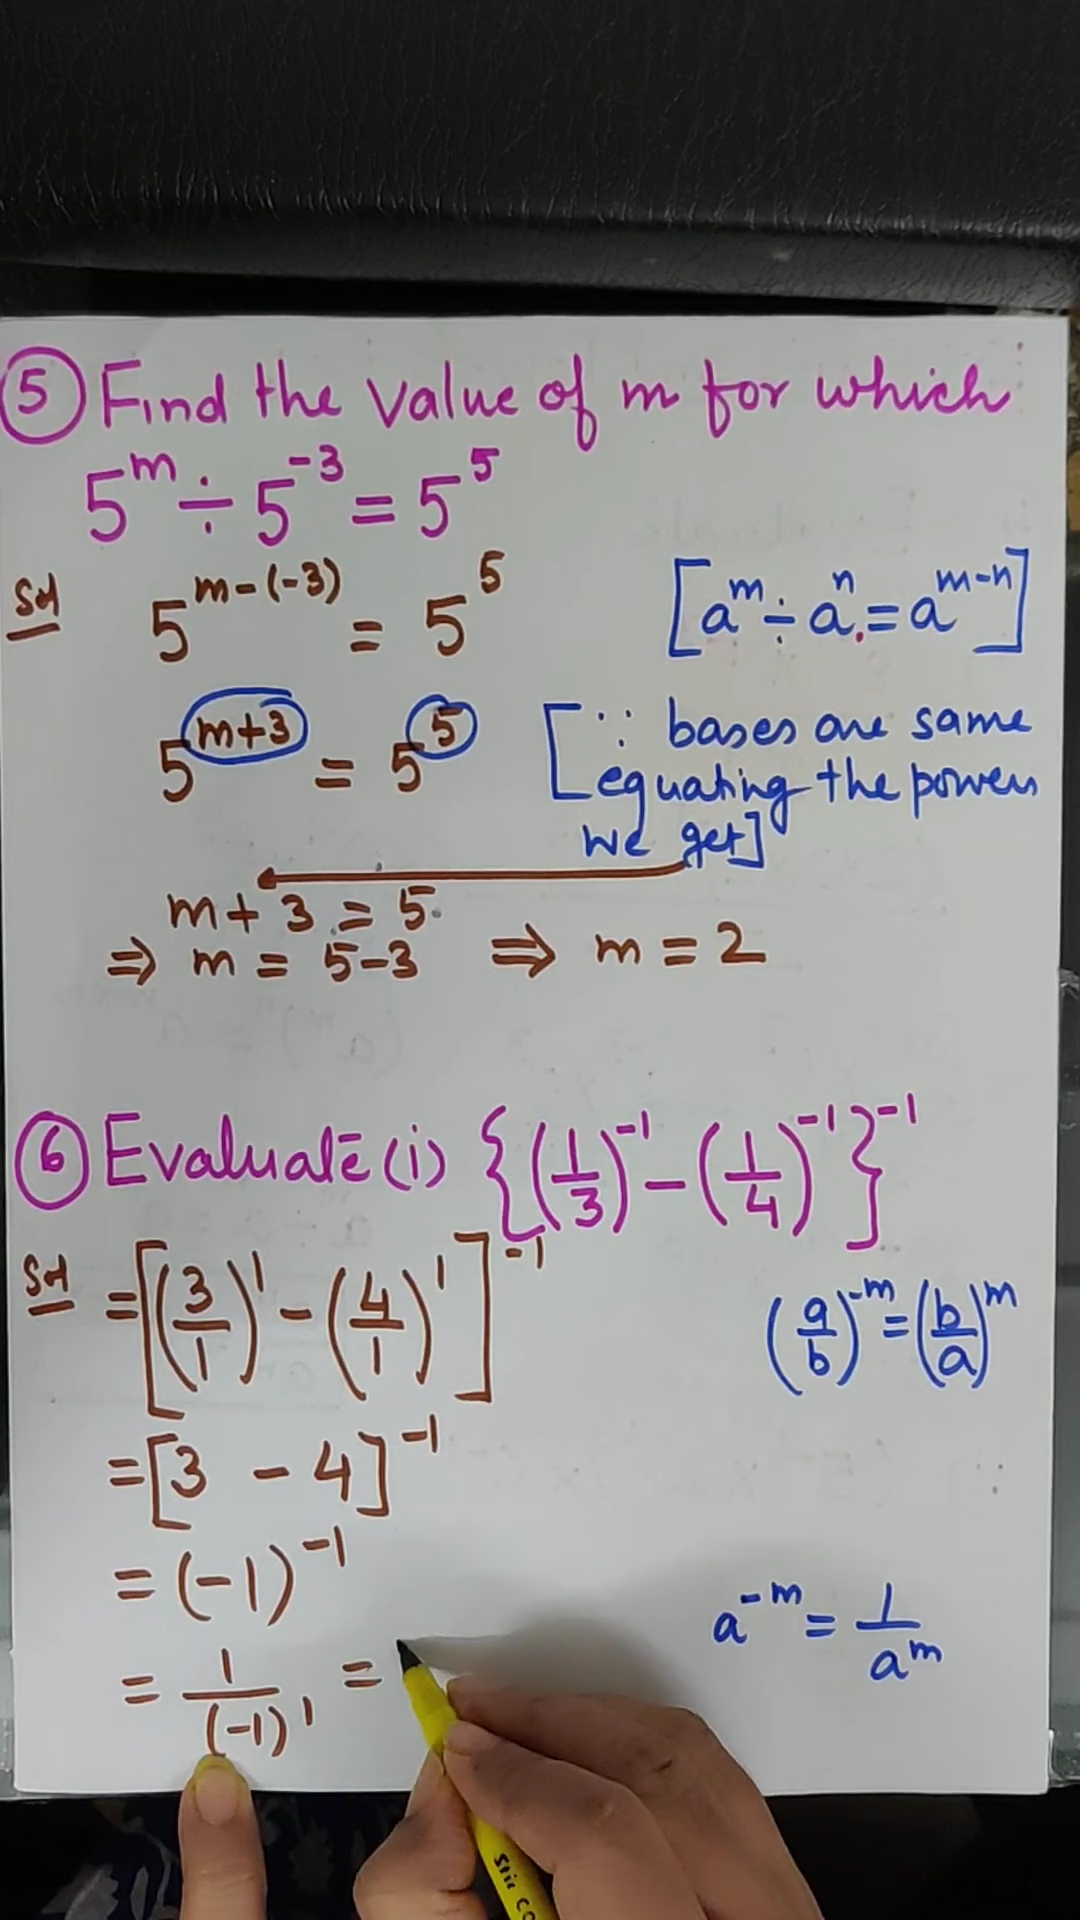 5 Find the value of m for which
5^m ÷ 5^-3 = 5^5
Sol 5^m-(-3) = 5^5 [a^m ÷ a^n = a^m-n]
5^m+3 = 5^5 [∵ bases are same
equating the powers
we get]
m + 3 = 5
⇒ m = 5-3 ⇒ m = 2
6 Evaluate (i) {(1/3)^-1 - (1/4)^-1}^-1
Sol = [(3/1)^1 - (4/1)^1]^-1 (a/b)^-m = (b/a)^m
= [3 - 4]^-1
= (-1)^-1
= 1/(-1)^1 = a^-m = 1/a^m
Stic